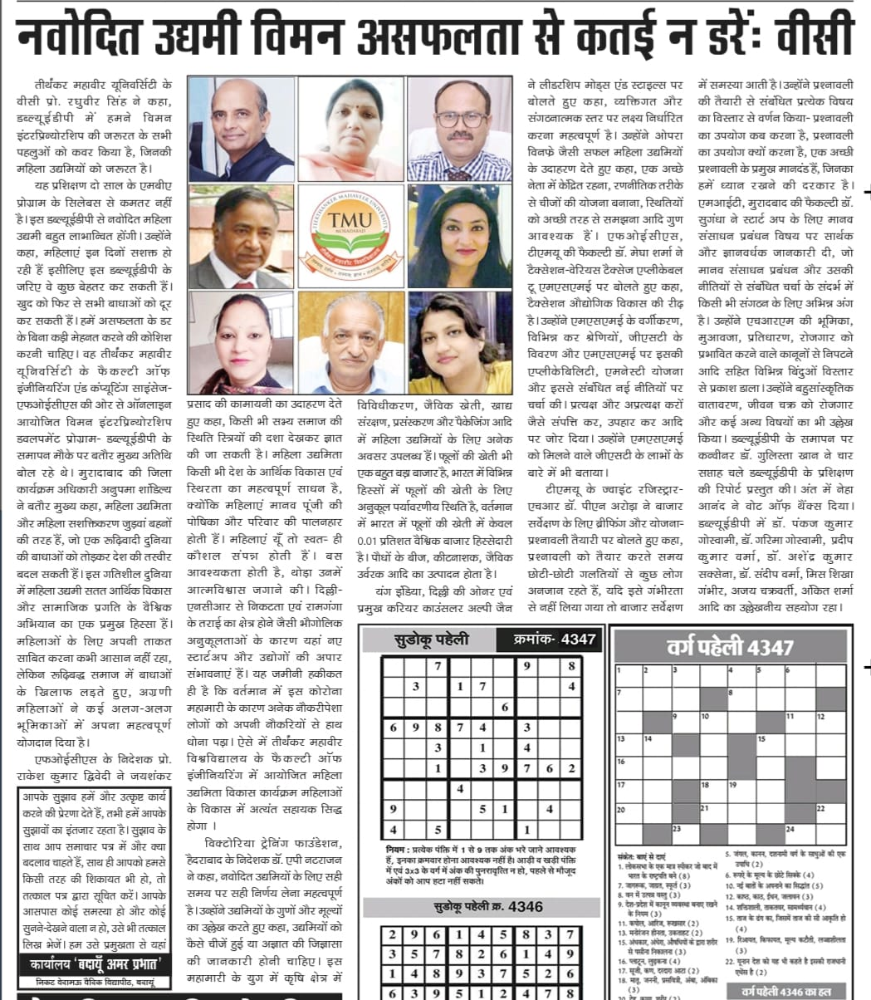 नवोदित उद्यमी विमन असफलता से कतई न डरें: वीसी
तीर्थंकर महावीर यूनिवर्सिटी के
वीसी प्रो. रघुवीर सिंह ने कहा,
डब्ल्यूईडीपी में हमने विमन
इंटरप्रिन्योरशिप की जरूरत के सभी
पहलुओं को कवर किया है, जिनकी
महिला उद्यमियों को जरूरत है।
यह प्रशिक्षण दो साल के एमबीए
प्रोग्राम के सिलेबस से कमतर नहीं
है। इस डब्ल्यूईडीपी से नवोदित महिला
उद्यमी बहुत लाभान्वित होंगी। उन्होंने
कहा, महिलाएं इन दिनों सशक्त हो
रही हैं इसीलिए इस डब्ल्यूईडीपी के
जरिए वे कुछ बेहतर कर सकती हैं।
खुद को फिर से सभी बाधाओं को दूर
कर सकती हैं। हमें असफलता के डर
के बिना कड़ी मेहनत करने की कोशिश
करनी चाहिए। वह तीर्थंकर महावीर
यूनिवर्सिटी के फैकल्टी ऑफ़
इंजीनियरिंग एंड कंप्यूटिंग साइंसेज-
एफओईसीएस की ओर से ऑनलाइन
आयोजित विमन इंटरप्रिन्योरशिप
डवलपमेंट प्रोग्राम- डब्ल्यूईडीपी के
समापन मौके पर बतौर मुख्य अतिथि
बोल रहे थे। मुरादाबाद की जिला
कार्यक्रम अधिकारी अनुपमा शांडिल्य
ने बतौर मुख्य कहा, महिला उद्यमिता
और महिला सशक्तिकरण जुड़वां बहनों
की तरह हैं, जो एक रूढ़िवादी दुनिया
की बाधाओं को तोड़कर देश की तस्वीर
बदल सकती हैं। इस गतिशील दुनिया
में महिला उद्यमी सतत आर्थिक विकास
और सामाजिक प्रगति के वैश्विक
अभियान का एक प्रमुख हिस्सा हैं।
महिलाओं के लिए अपनी ताकत
साबित करना कभी आसान नहीं रहा,
लेकिन रूढ़िबद्ध समाज में बाधाओं
के खिलाफ लड़ते हुए, अग्रणी
महिलाओं ने कई अलग-अलग
भूमिकाओं में अपना महत्वपूर्ण
योगदान दिया है।
एफओईसीएस के निदेशक प्रो.
राकेश कुमार द्विवेदी ने जयशंकर
आपके सुझाव हमें और उत्कृष्ट कार्य
करने की प्रेरणा देते हैं, तभी हमें आपके
सुझावों का इंतजार रहता है। सुझाव के
साथ आप समाचार पत्र में और क्या
बदलाव चाहते हैं, साथ ही आपको हमसे
किसी तरह की शिकायत भी हो, तो
तत्काल पत्र द्वारा सूचित करें। आपके
आसपास कोई समस्या हो और कोई
सुनने-देखने वाला न हो, उसे भी तत्काल
लिख भेजें। हम उसे प्रमुखता से यहां
कार्यालय 'बदायूँ अमर प्रभात'
निकट वेदामऊ वैदिक विद्यापीठ, बदायूं
TEERTHANKER MAHAVEER UNIVERSITY
TMU
MORADABAD
प्रसाद की कामायनी का उदाहरण देते
हुए कहा, किसी भी सभ्य समाज की
स्थिति स्त्रियों की दशा देखकर ज्ञात
की जा सकती है। महिला उद्यमिता
किसी भी देश के आर्थिक विकास एवं
स्थिरता का महत्वपूर्ण साधन है,
क्योंकि महिलाएं मानव पूंजी की
पोषिका और परिवार की पालनहार
होती हैं। महिलाएं यूँ तो स्वत- ही
कौशल संपन्न होती हैं। बस
आवश्यकता होती है, थोड़ा उनमें
आत्मविश्वास जगाने की। दिल्ली-
एनसीआर से निकटता एवं रामगंगा
के तराई का क्षेत्र होने जैसी भौगोलिक
अनुकूलताओं के कारण यहां नए
स्टार्टअप और उद्योगों की अपार
संभावनाएं हैं। यह जमीनी हकीकत
ही है कि वर्तमान में इस कोरोना
महामारी के कारण अनेक नौकरीपेशा
लोगों को अपनी नौकरियों से हाथ
धोना पड़ा। ऐसे में तीर्थंकर महावीर
विश्वविद्यालय के फैकल्टी ऑफ
इंजीनियरिंग में आयोजित महिला
उद्यमिता विकास कार्यक्रम महिलाओं
के विकास में अत्यंत सहायक सिद्ध
होगा ।
विक्टोरिया ट्रेनिंग फाउंडेशन,
हैदराबाद के निदेशक डॉ. एपी नटराजन
ने कहा, नवोदित उद्यमियों के लिए सही
समय पर सही निर्णय लेना महत्वपूर्ण
है। उन्होंने उद्यमियों के गुणों और मूल्यों
का उल्लेख करते हुए कहा, उद्यमियों को
कैसे चीजें हुई या अज्ञात की जिज्ञासा
की जानकारी होनी चाहिए। इस
महामारी के युग में कृषि क्षेत्र में
विविधीकरण, जैविक खेती, खाद्य
संरक्षण, प्रसंस्करण और पैकेजिंग आदि
में महिला उद्यमियों के लिए अनेक
अवसर उपलब्ध हैं। फूलों की खेती भी
एक बहुत बड़ा बाजार है, भारत में विभिन्न
हिस्सों में फूलों की खेती के लिए
अनुकूल पर्यावरणीय स्थिति है, वर्तमान
में भारत में फूलों की खेती में केवल
0.01 प्रतिशत वैश्विक बाजार हिस्सेदारी
है। पौधों के बीज, कीटनाशक, जैविक
उर्वरक आदि का उत्पादन होता है।
यंग इंडिया, दिल्ली की ओनर एवं
प्रमुख करियर काउंसलर अल्पी जैन
ने लीडरशिप मोड्स एंड स्टाइल्स पर
बोलते हुए कहा, व्यक्तिगत और
संगठनात्मक स्तर पर लक्ष्य निर्धारित
करना महत्वपूर्ण है। उन्होंने ओपरा
विनफ्रे जैसी सफल महिला उद्यमियों
के उदाहरण देते हुए कहा, एक अच्छे
नेता में केंद्रित रहना, रणनीतिक तरीके
से चीजों की योजना बनाना, स्थितियों
को अच्छी तरह से समझना आदि गुण
आवश्यक हैं। एफओईसीएस,
टीएमयू की फैकल्टी डॉ. मेघा शर्मा ने
टैक्सेशन-वेरियस टैक्सेज एप्लीकेबल
टू एमएसएमई पर बोलते हुए कहा,
टैक्सेशन औद्योगिक विकास की रीढ़
है। उन्होंने एमएसएमई के वर्गीकरण,
विभिन्न कर श्रेणियों, जीएसटी के
विवरण और एमएसएमई पर इसकी
एप्लीकेबिलिटी, एमनेस्टी योजना
और इससे संबंधित नई नीतियों पर
चर्चा की। प्रत्यक्ष और अप्रत्यक्ष करों
जैसे संपत्ति कर, उपहार कर आदि
पर जोर दिया। उन्होंने एमएसएमई
को मिलने वाले जीएसटी के लाभों के
बारे में भी बताया।
टीएमयू के ज्वाइंट रजिस्ट्रार-
एचआर डॉ. पीएन अरोड़ा ने बाजार
सर्वेक्षण के लिए ब्रीफिंग और योजना-
प्रश्नावली तैयारी पर बोलते हुए कहा,
प्रश्नावली को तैयार करते समय
छोटी-छोटी गलतियों से कुछ लोग
अनजान रहते हैं, यदि इसे गंभीरता
से नहीं लिया गया तो बाजार सर्वेक्षण
में समस्या आती है। उन्होंने प्रश्नावली
की तैयारी से संबंधित प्रत्येक विषय
का विस्तार से वर्णन किया- प्रश्नावली
का उपयोग कब करना है, प्रश्नावली
का उपयोग क्यों करना है, एक अच्छी
प्रश्नावली के प्रमुख मानदंड हैं, जिनका
हमें ध्यान रखने की दरकार है।
एमआईटी, मुरादबाद की फैकल्टी डॉ.
सुगंधा ने स्टार्ट अप के लिए मानव
संसाधन प्रबंधन विषय पर सार्थक
और ज्ञानवर्धक जानकारी दी, जो
मानव संसाधन प्रबंधन और उसकी
नीतियों से संबंधित चर्चा के संदर्भ में
किसी भी संगठन के लिए अभिन्न अंग
है। उन्होंने एचआरएम की भूमिका,
मुआवजा, प्रतिधारण, रोजगार को
प्रभावित करने वाले कानूनों से निपटने
आदि सहित विभिन्न बिंदुओं विस्तार
से प्रकाश डाला। उन्होंने बहुसांस्कृतिक
वातावरण, जीवन चक्र को रोजगार
और कई अन्य विषयों का भी उल्लेख
किया। डब्ल्यूईडीपी के समापन पर
कन्वीनर डॉ. गुलिस्ता खान ने चार
सप्ताह चले डब्ल्यूईडीपी के प्रशिक्षण
की रिपोर्ट प्रस्तुत की। अंत में नेहा
आनंद ने वोट ऑफ़ थैंक्स दिया।
डब्ल्यूईडीपी में डॉ. पंकज कुमार
गोस्वामी, डॉ. गरिमा गोस्वामी, प्रदीप
कुमार वर्मा, डॉ. अशेंद्र कुमार
सक्सेना, डॉ. संदीप वर्मा, मिस शिखा
गंभीर, अजय चक्रवर्ती, अंकित शर्मा
आदि का उल्लेखनीय सहयोग रहा।
सुडोकू पहेली क्रमांक- 4347
7 9 8
3 1 7 4
6
6 9 8 7 4 3
3 1 4
1 3 9 7 6 2
4
9 5 1 4
4 5 1
नियम : प्रत्येक पंक्ति में 1 से 9 तक अंक भरे जाने आवश्यक
हैं, इनका क्रमवार होना आवश्यक नहीं है। आड़ी व खड़ी पंक्ति
में एवं 3x3 के वर्ग में अंक की पुनरावृत्ति न हो, पहले से मौजूद
अंकों को आप हटा नहीं सकते।
सुडोकू पहेली क्र. 4346
2 9 6 1 4 5 8 3 7
3 5 7 8 2 6 1 4 9
1 4 8 9 3 7 5 2 6
6 3 9 5 1 2 4 7 8
वर्ग पहेली 4347
1 2 3 4 5 6
7 8
9 10 11 12
13 14 15
16
17 18 19
20 21 22
23 24
संकेत: बाएं से दाएं
1. लोकसभा के एक मात्र स्पीकर जो बाद में
भारत के राष्ट्रपति बने (8)
7. जागरूक, जाग्रत, स्फूर्त (3)
8. वन में उत्पन्न वस्तु (3)
9. देश-प्रदेश में कानून व्यवस्था बनाए रखने
के नियम (3)
11. कपोल, आरिज, रुखसार (2)
13. मनोरंजन हीनता, उकताहट (2)
15. अंधकार, अंधेरा, औषधियों के द्वारा शरीर
से पसीना निकालना (3)
16. प्लाटून, लुड़कना (4)
17. सूजी, कण, दरदरा आटा (2)
18. मातृ, जननी, प्रसवित्री, अंबा, अंबिका
(3)
5. जंगल, कानन, दशनामी वर्ग के साधुओं की एक
उपाधि (2)
6. रूपये के मूल्य के छोटे सिक्के (4)
10. नई बातों के अपनाने का सिद्धांत (5)
12. काष्ठ, काठ, ईंधन, जलावन (3)
14. शक्तिशाली, ताकतवर, सामर्थ्यवान (4)
15. ताज के ढंग का, जिसमें ताज की सी आकृति हो
(4)
19. रिआयत, किफायत, मूल्य कटौती, लब्धशीलता
(3)
22. यूनान देश को यह भी कहते है इसकी राजधानी
एथेंस है (2)
वर्ग पहेली 4346 का हल